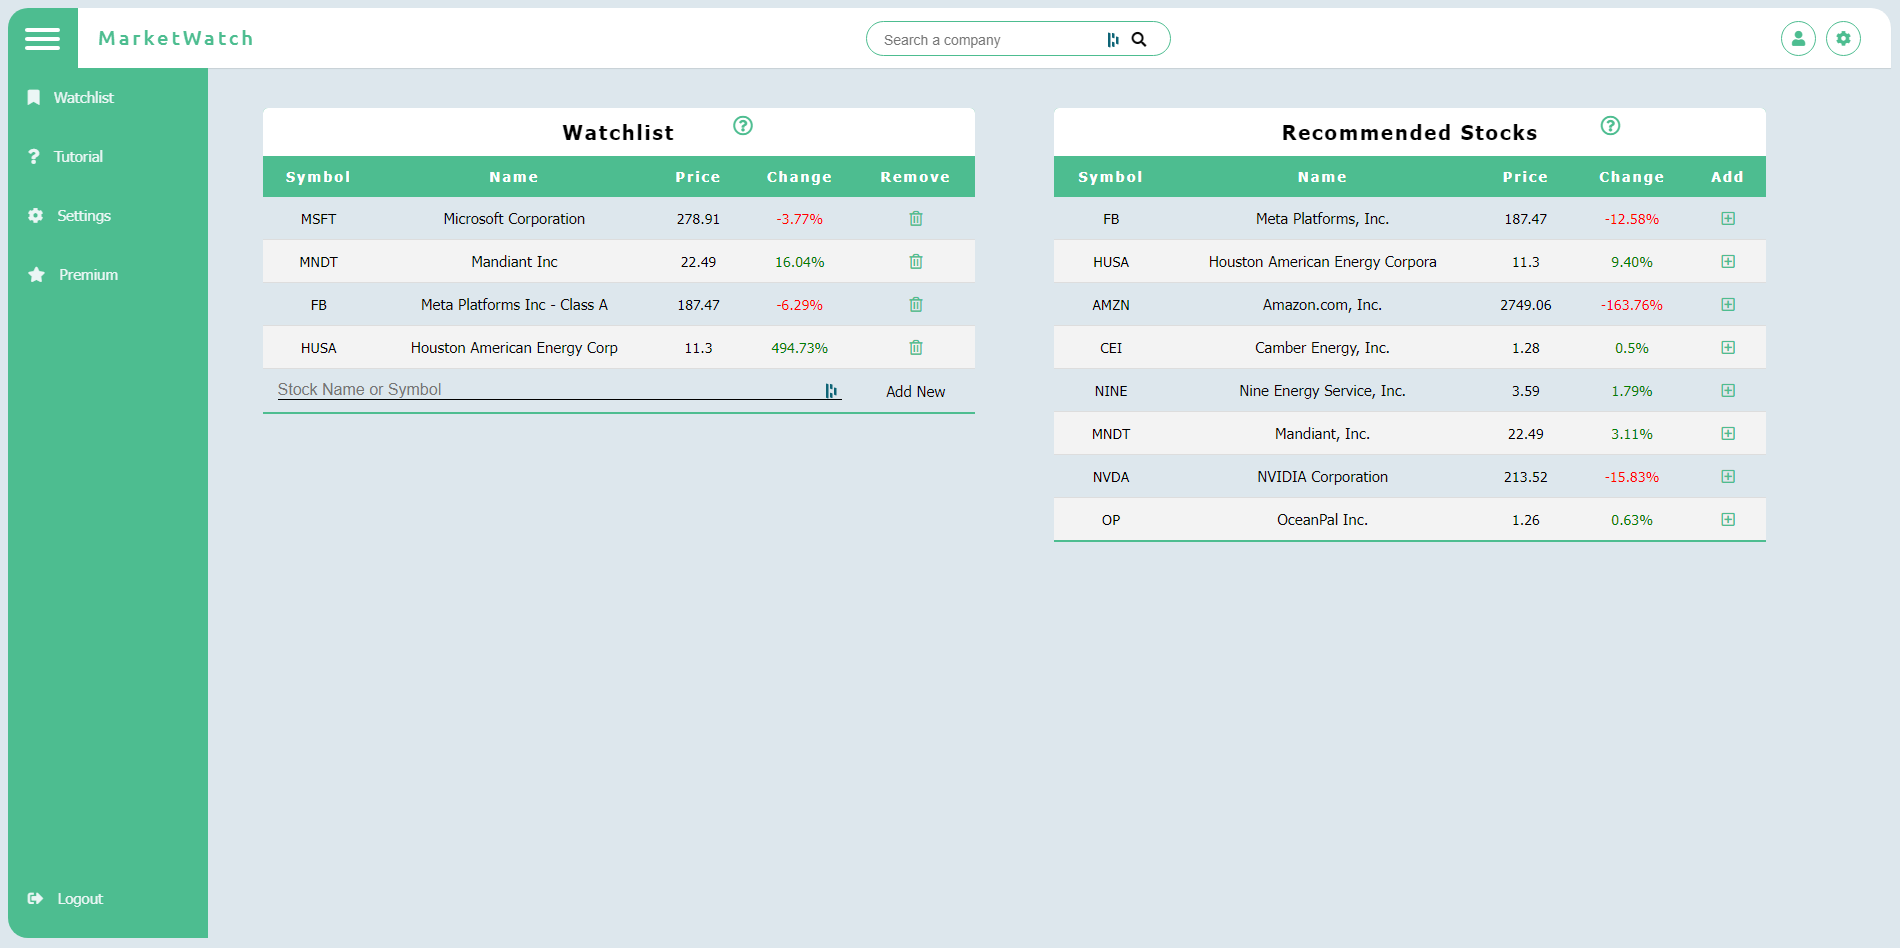 MarketWatch
Search a company
Watchlist
Tutorial
Settings
Premium
Logout
Watchlist
Symbol Name Price Change Remove
MSFT Microsoft Corporation 278.91 -3.77%
MNDT Mandiant Inc 22.49 16.04%
FB Meta Platforms Inc - Class A 187.47 -6.29%
HUSA Houston American Energy Corp 11.3 494.73%
Stock Name or Symbol Add New
Recommended Stocks
Symbol Name Price Change Add
FB Meta Platforms, Inc. 187.47 -12.58%
HUSA Houston American Energy Corpora 11.3 9.40%
AMZN Amazon.com, Inc. 2749.06 -163.76%
CEI Camber Energy, Inc. 1.28 0.5%
NINE Nine Energy Service, Inc. 3.59 1.79%
MNDT Mandiant, Inc. 22.49 3.11%
NVDA NVIDIA Corporation 213.52 -15.83%
OP OceanPal Inc. 1.26 0.63%